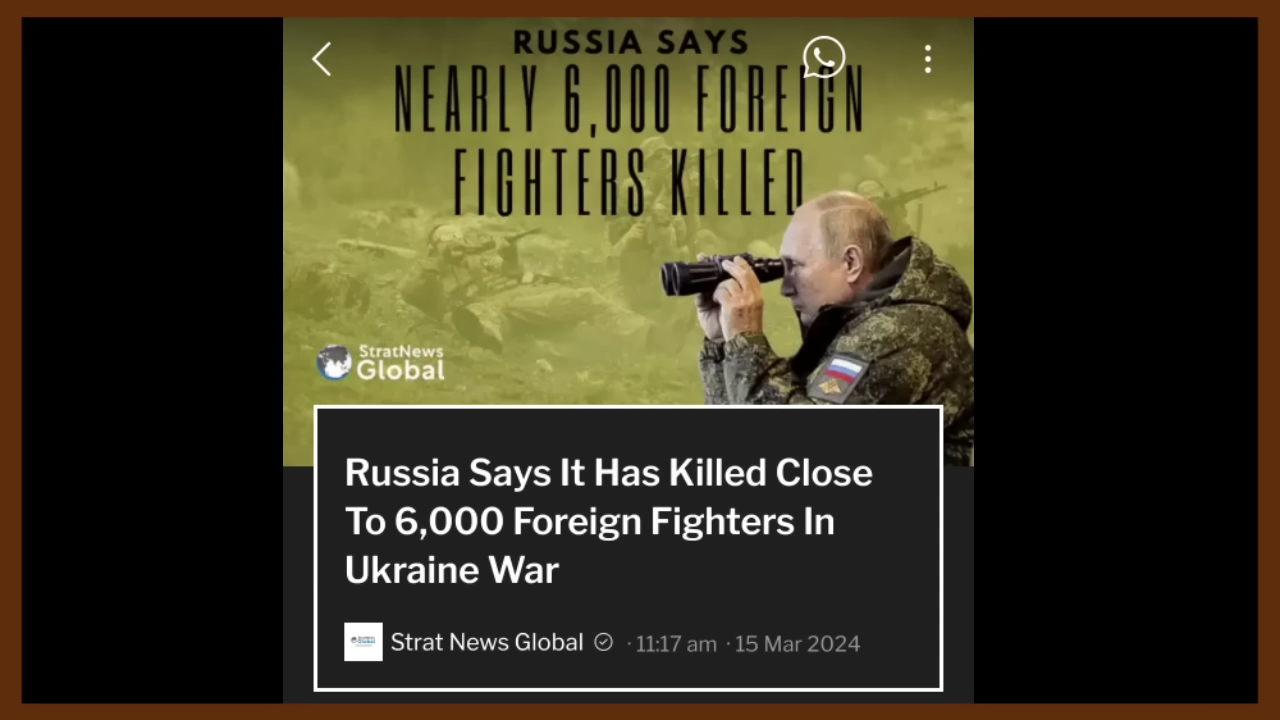 RUSSIA SAYS
NEARLY 6,000 FOREIGN
FIGHTERS KILLED
StratNews
Global
Russia Says It Has Killed Close
To 6,000 Foreign Fighters In
Ukraine War
Strat News Global · 11:17 am · 15 Mar 2024